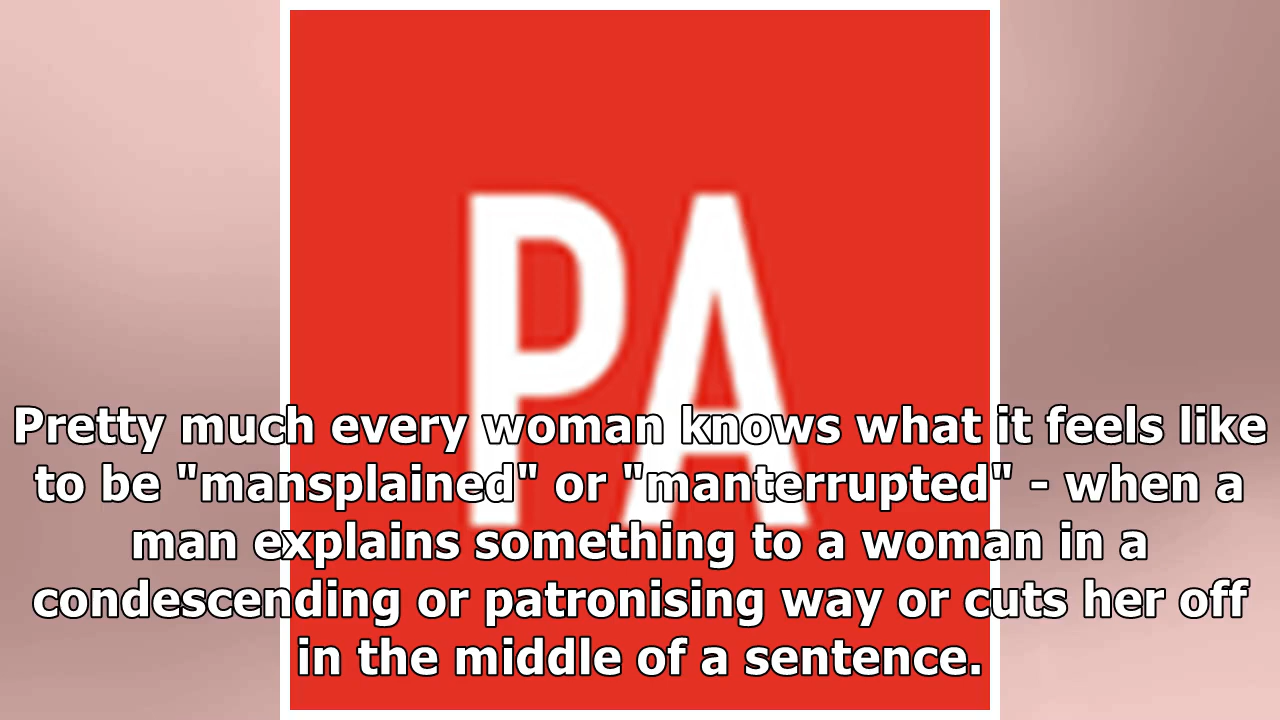 PA
Pretty much every woman knows what it feels like
to be "mansplained" or "manterrupted" - when a
man explains something to a woman in a
condescending or patronising way or cuts her off
in the middle of a sentence.